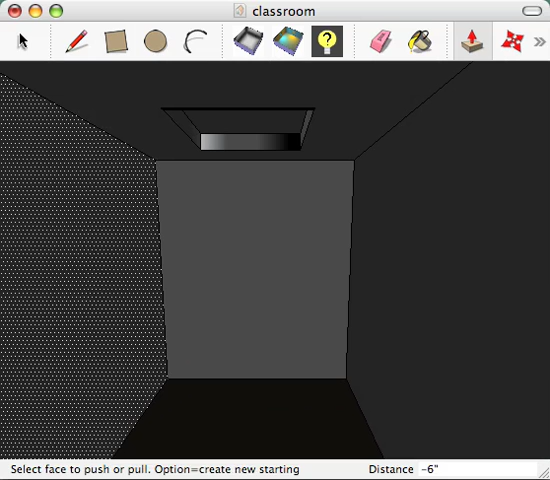 classroom
?
»
Select face to push or pull. Option=create new starting
Distance -6"